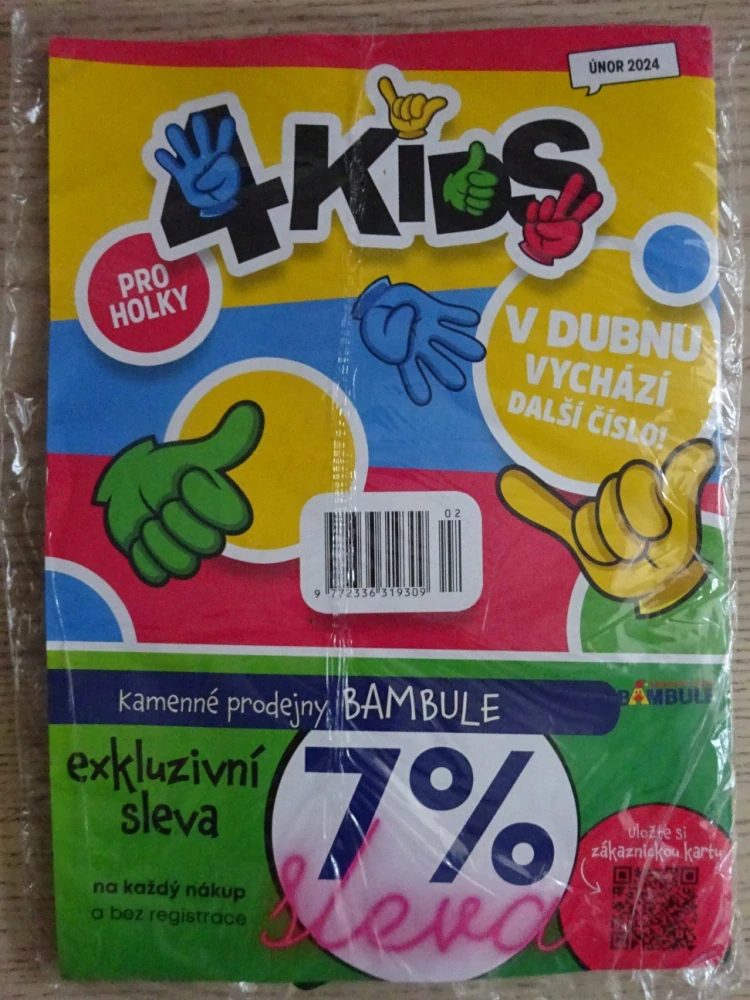 ÚNOR 2024
4KiDS
PRO
HOLKY
V DUBNU
VYCHÁZÍ
DALŠÍ ČÍSLO!
02
9 772336 319309
Kamenné prodejny BAMBULE
BAMBULE
exkluzivní
sleva
7%
sleva
na každý nákup
a bez registrace
uložte si
zákaznickou kartu